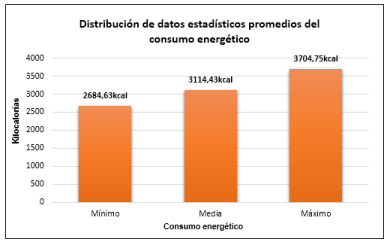 Distribución de datos estadísticos promedios del
consumo energético
4000
3500
3000
2500
2000
1500
1000
500
0
Kilocalorías
2684,63kcal
3114,43kcal
3704,75kcal
Mínimo
Media
Máximo
Consumo energético